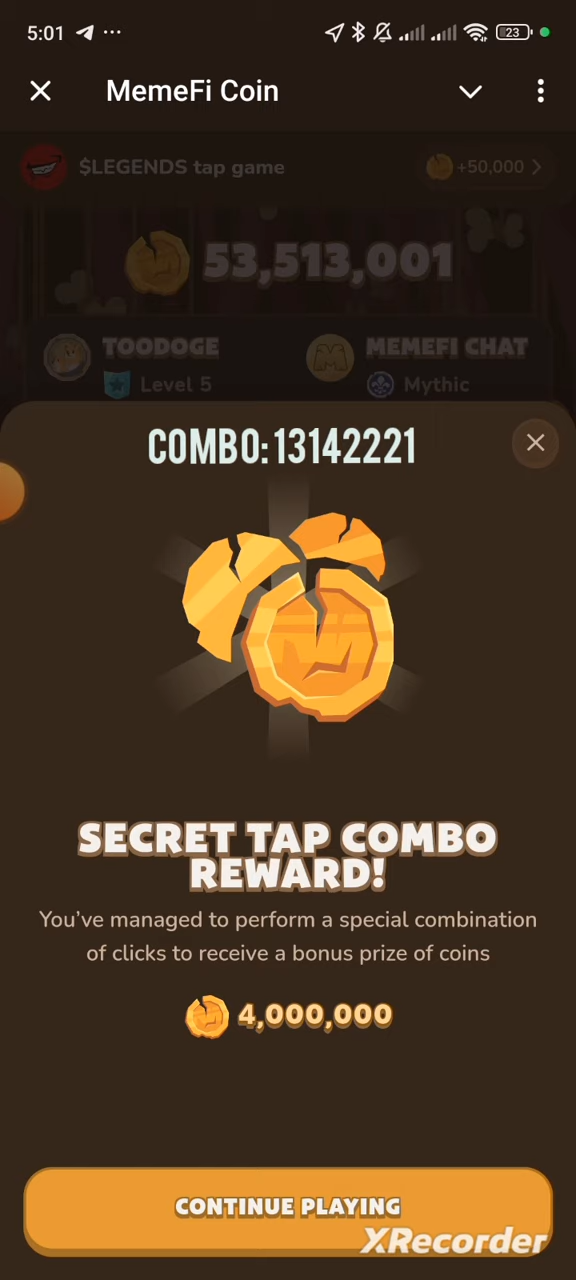 5:01
23
MemeFi Coin
$LEGENDS tap game
+50,000
53,513,001
TOODOGE
MEMEFI CHAT
Level 5
Mythic
COMBO:13142221
SECRET TAP COMBO
REWARD!
You've managed to perform a special combination
of clicks to receive a bonus prize of coins
4,000,000
CONTINUE PLAYING
XRecorder